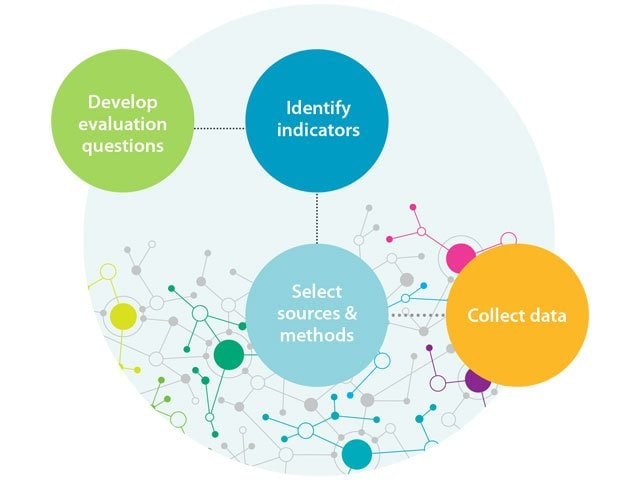 Develop
evaluation
questions
Identify
indicators
Select
sources &
methods
Collect data